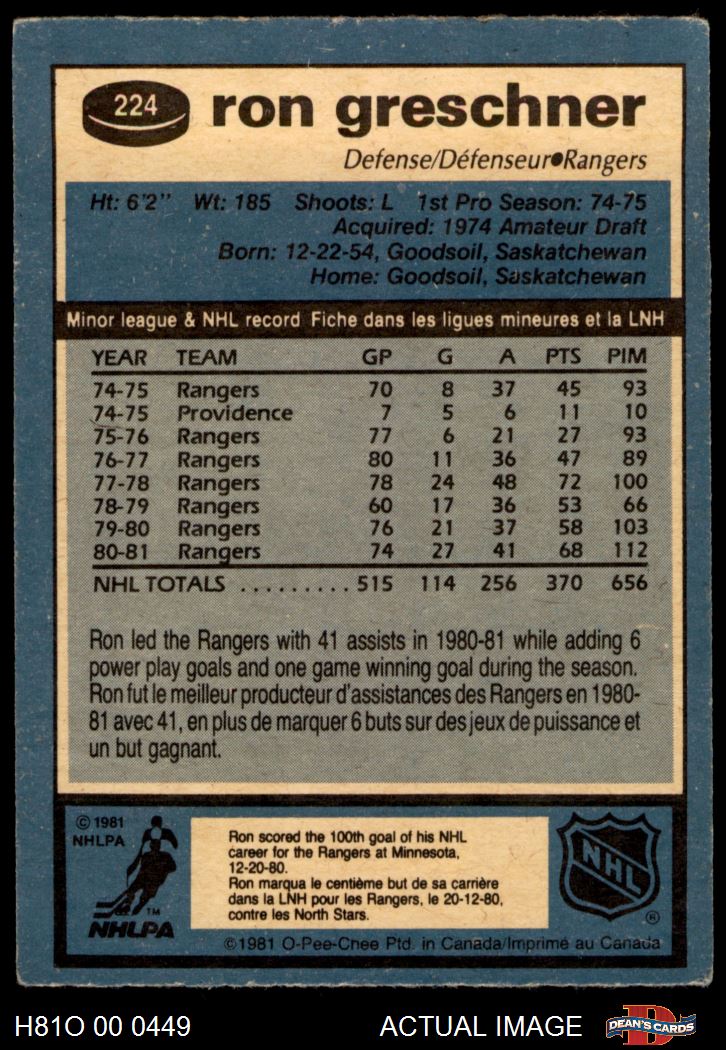 224 ron greschner
Defense/Défenseur●Rangers
Ht: 6'2" Wt: 185 Shoots: L 1st Pro Season: 74-75
Acquired: 1974 Amateur Draft
Born: 12-22-54, Goodsoil, Saskatchewan
Home: Goodsoil, Saskatchewan
Minor league & NHL record Fiche dans les ligues mineures et la LNH
YEAR TEAM GP G A PTS PIM
74-75 Rangers 70 8 37 45 93
74-75 Providence 7 5 6 11 10
75-76 Rangers 77 6 21 27 93
76-77 Rangers 80 11 36 47 89
77-78 Rangers 78 24 48 72 100
78-79 Rangers 60 17 36 53 66
79-80 Rangers 76 21 37 58 103
80-81 Rangers 74 27 41 68 112
NHL TOTALS .......... 515 114 256 370 656
Ron led the Rangers with 41 assists in 1980-81 while adding 6
power play goals and one game winning goal during the season.
Ron fut le meilleur producteur d'assistances des Rangers en 1980-
81 avec 41, en plus de marquer 6 buts sur des jeux de puissance et
un but gagnant.
© 1981
NHLPA
TM
NHLPA
Ron scored the 100th goal of his NHL
career for the Rangers at Minnesota,
12-20-80.
Ron marqua le centième but de sa carrière
dans la LNH pour les Rangers, le 20-12-80,
contre les North Stars.
NHL
®
©1981 O-Pee-Chee Ptd. in Canada/Imprimé au Canada
H81O 00 0449 ACTUAL IMAGE
D
DEAN'S CARDS